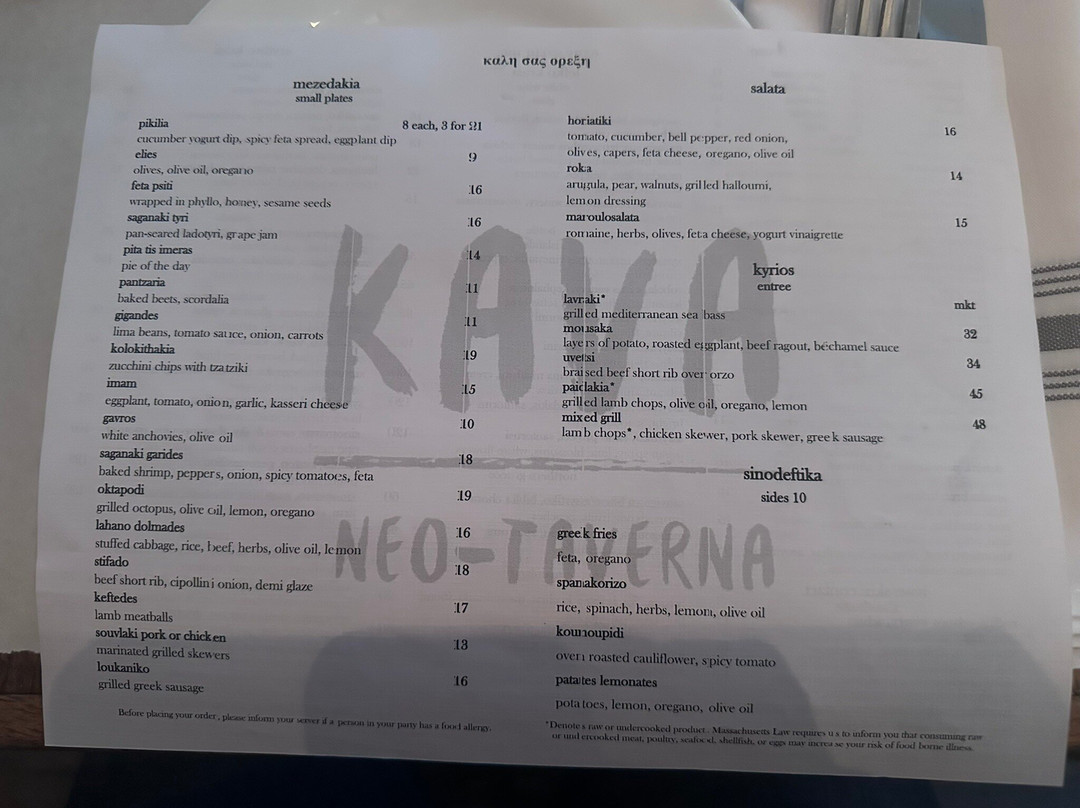 καλη σας ορεξη
mezedakia
small plates
pikilia 8 each, 3 for 21
cucumber yogurt dip, spicy feta spread, eggplant dip
elies 9
olives, olive oil, oregano
feta psiti 16
wrapped in phyllo, honey, sesame seeds
saganaki tyri 16
pan-seared ladotyri, grape jam
pita tis imeras 14
pie of the day
pantzaria 11
baked beets, scordalia
gigandes 11
lima beans, tomato sauce, onion, carrots
kolokithakia 19
zucchini chips with tzatziki
imam 15
eggplant, tomato, onion, garlic, kasseri cheese
gavros 10
white anchovies, olive oil
saganaki garides 18
baked shrimp, peppers, onion, spicy tomatoes, feta
oktapodi 19
grilled octopus, olive oil, lemon, oregano
lahano dolmades 16
stuffed cabbage, rice, beef, herbs, olive oil, lemon
stifado 18
beef short rib, cipollini onion, demi glaze
keftedes 17
lamb meatballs
souvlaki pork or chicken 13
marinated grilled skewers
loukaniko 16
grilled greek sausage
Before placing your order, please inform your server if a person in your party has a food allergy.
salata
horiatiki 16
tomato, cucumber, bell pepper, red onion,
olives, capers, feta cheese, oregano, olive oil
roka 14
arugula, pear, walnuts, grilled halloumi,
lemon dressing
maroulosalata 15
romaine, herbs, olives, feta cheese, yogurt vinaigrette
kyrios
entree
lavraki* mkt
grilled mediterranean sea bass
mousaka 32
layers of potato, roasted eggplant, beef ragout, béchamel sauce
uvetsi 34
braised beef short rib over orzo
paidakia* 45
grilled lamb chops, olive oil, oregano, lemon
mixed grill 48
lamb chops*, chicken skewer, pork skewer, greek sausage
sinodeftika
sides 10
greek fries
feta, oregano
spanakorizo
rice, spinach, herbs, lemon, olive oil
kounoupidi
oven roasted cauliflower, spicy tomato
patates lemonates
potatoes, lemon, oregano, olive oil
*Denotes raw or undercooked product. Massachusetts Law requires us to inform you that consuming raw
or undercooked meat, poultry, seafood, shellfish, or eggs may increase your risk of food borne illness.
KAVA
NEO-TAVERNA